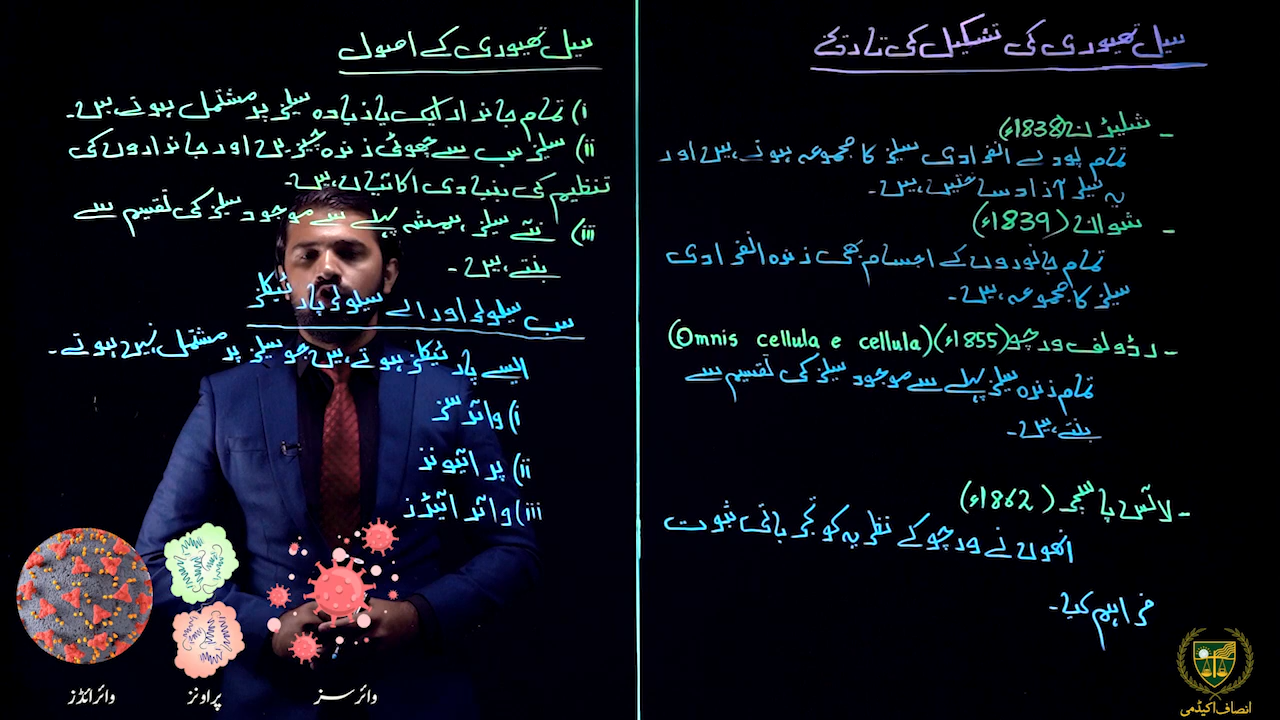 سیل تھیوری کی تشکیل کی تاریخ
- شلیڈن (1838ء)
تمام پودے انفرادی سیلز کا مجموعہ ہوتے ہیں اور
یہ سیلز آزاد ساختیں ہیں۔
- شوان (1839ء)
تمام جانوروں کے اجسام بھی زندہ انفرادی
سیلز کا مجموعہ ہیں۔
- رڈولف ورچو (1855ء) (Omnis cellula e cellula)
تمام زندہ سیلز پہلے سے موجود سیلز کی تقسیم سے
بنتے ہیں۔
- لائس پاسچر (1862ء)
انھوں نے ورچو کے نظریہ کو تجرباتی ثبوت
فراہم کیا۔
سیل تھیوری کے اصول
i) تمام جاندار ایک یا زیادہ سیلز پر مشتمل ہوتے ہیں۔
ii) سیلز سب سے چھوٹی زندہ چیزیں اور جانداروں کی
تنظیم کی بنیادی اکائیاں ہیں۔
iii) نئے سیلز ہمیشہ پہلے سے موجود سیلز کی تقسیم سے
بنتے ہیں۔
سب سیلولر اور اے سیلولر پارٹیکلز
ایسے پارٹیکلز ہوتے ہیں جو سیلز پر مشتمل نہیں ہوتے۔
i) وائرسز
ii) پرائیونز
iii) وائرائیڈز
وائرائڈز
پراونز
وائرسز
انصاف اکیڈمی